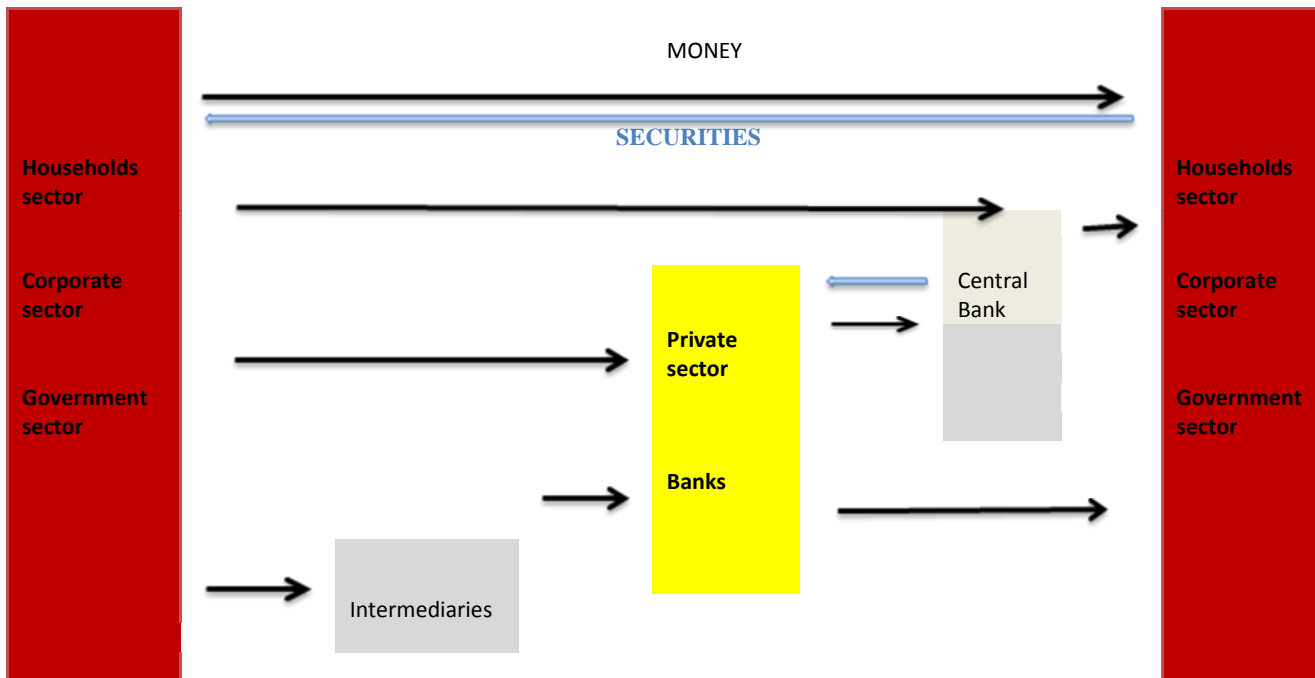 MONEY
SECURITIES
Households
sector
Corporate
sector
Government
sector
Private
sector
Banks
Intermediaries
Central
Bank
Households
sector
Corporate
sector
Government
sector